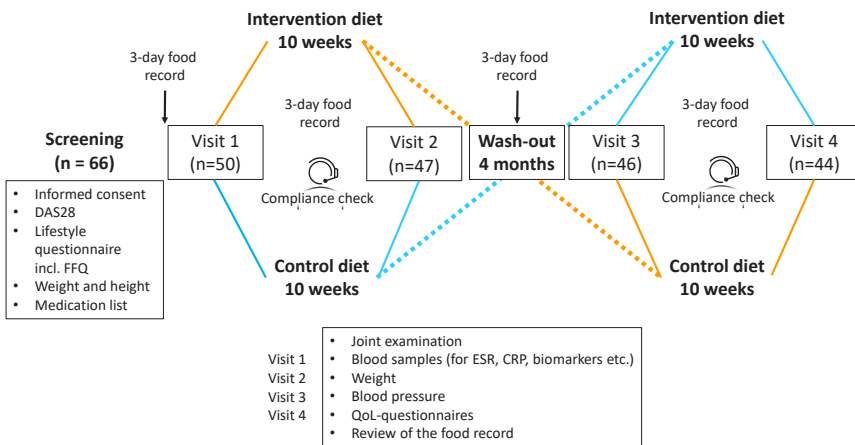 Intervention diet
10 weeks
Intervention diet
10 weeks
3-day food
record
3-day food
record
3-day food
record
3-day food
record
Screening
(n = 66)
Visit 1
(n=50)
Visit 2
(n=47)
Wash-out
4 months
Visit 3
(n=46)
Visit 4
(n=44)
Compliance check
Compliance check
• Informed consent
• DAS28
• Lifestyle
questionnaire
incl. FFQ
• Weight and height
• Medication list
Control diet
10 weeks
Control diet
10 weeks
Visit 1
Visit 2
Visit 3
Visit 4
• Joint examination
• Blood samples (for ESR, CRP, biomarkers etc.)
• Weight
• Blood pressure
• QoL-questionnaires
• Review of the food record